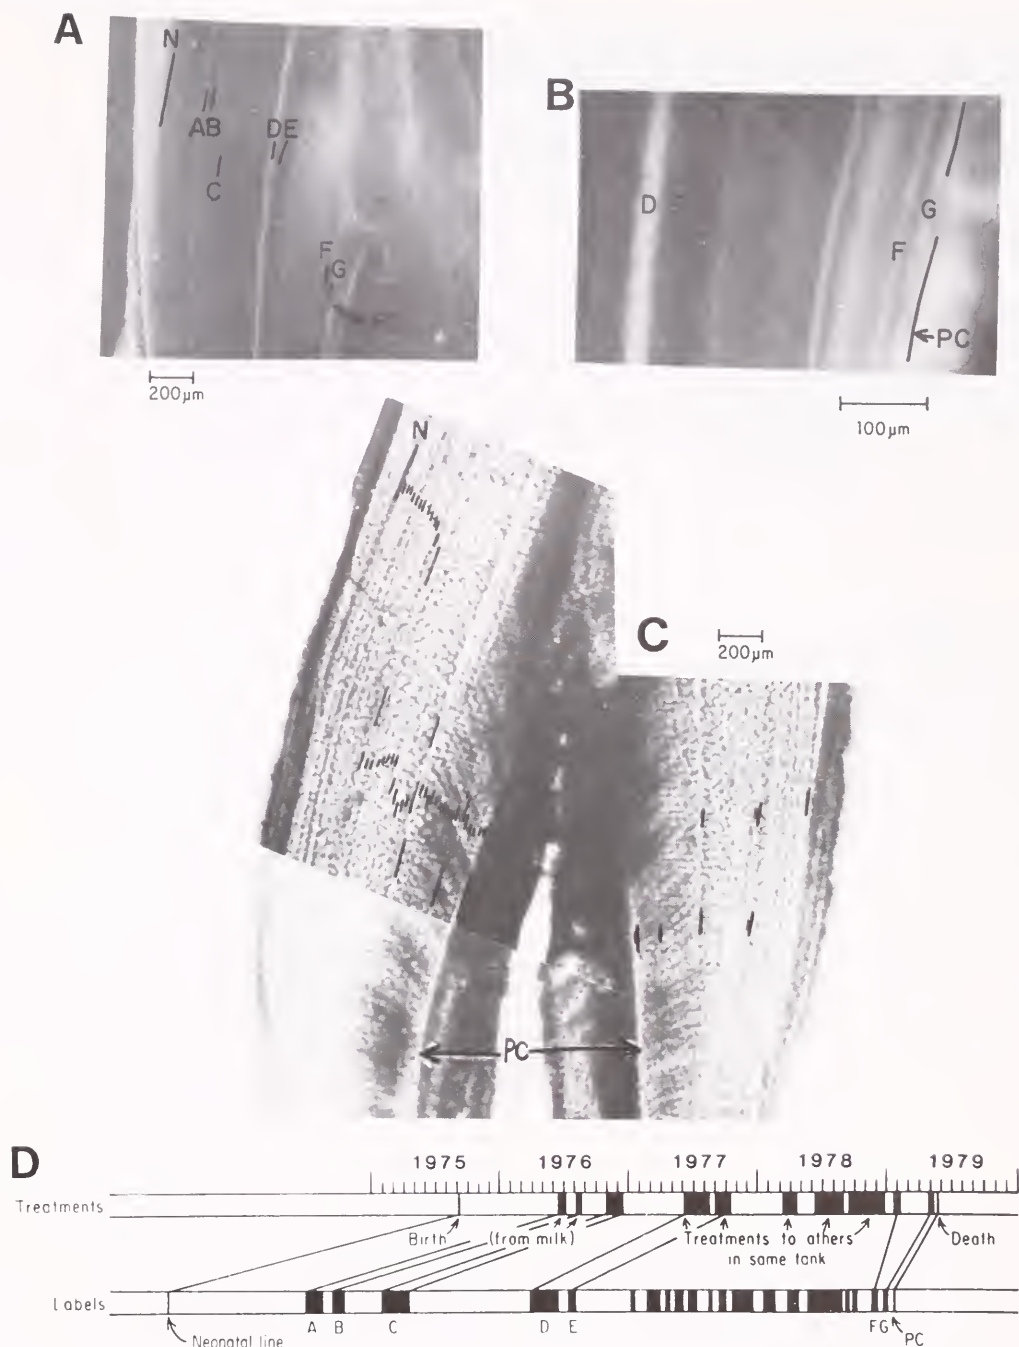 A
N
AB
C
DE
F
G
200µm
B
D
G
F
PC
100µm
N
C
200µm
PC
D
1975 1976 1977 1978 1979
Treatments
Birth (from milk) Treatments to athers Death
in same tank
Labels
A B C D E FG PC
Neonatal line